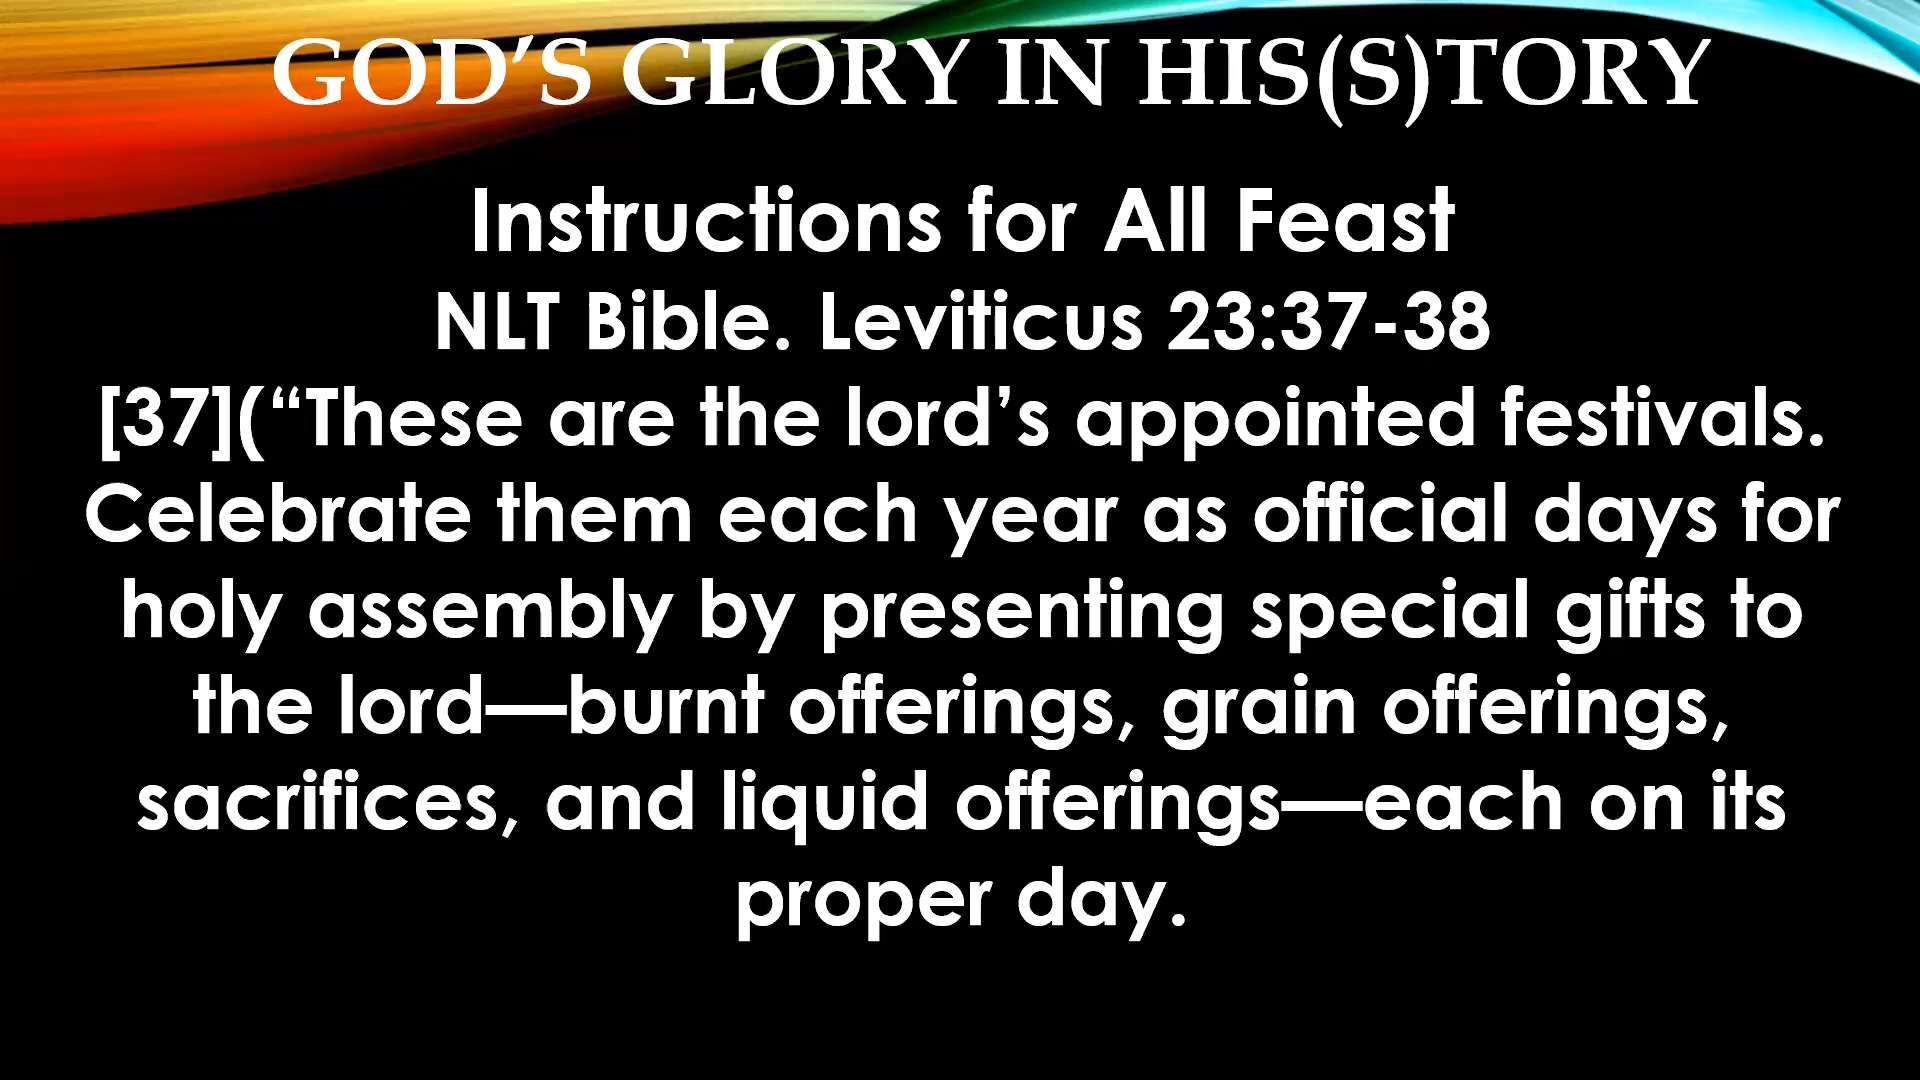 GOD’S GLORY IN HIS(S)TORY
Instructions for All Feast
NLT Bible. Leviticus 23:37-38
[37](“These are the lord’s appointed festivals.
Celebrate them each year as official days for
holy assembly by presenting special gifts to
the lord—burnt offerings, grain offerings,
sacrifices, and liquid offerings—each on its
proper day.